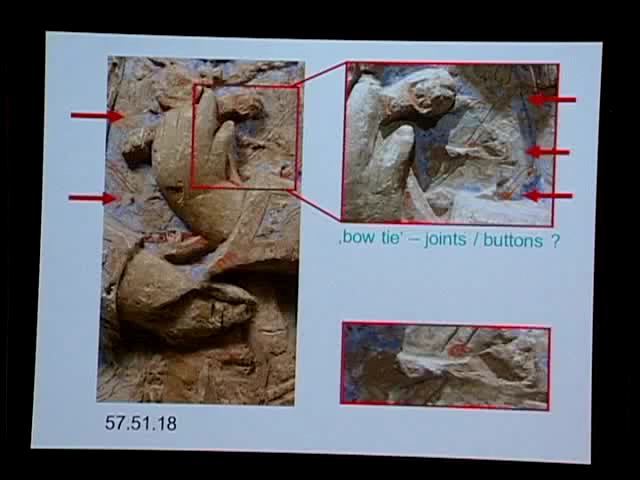 ‚bow tie‘ – joints / buttons ?
57.51.18